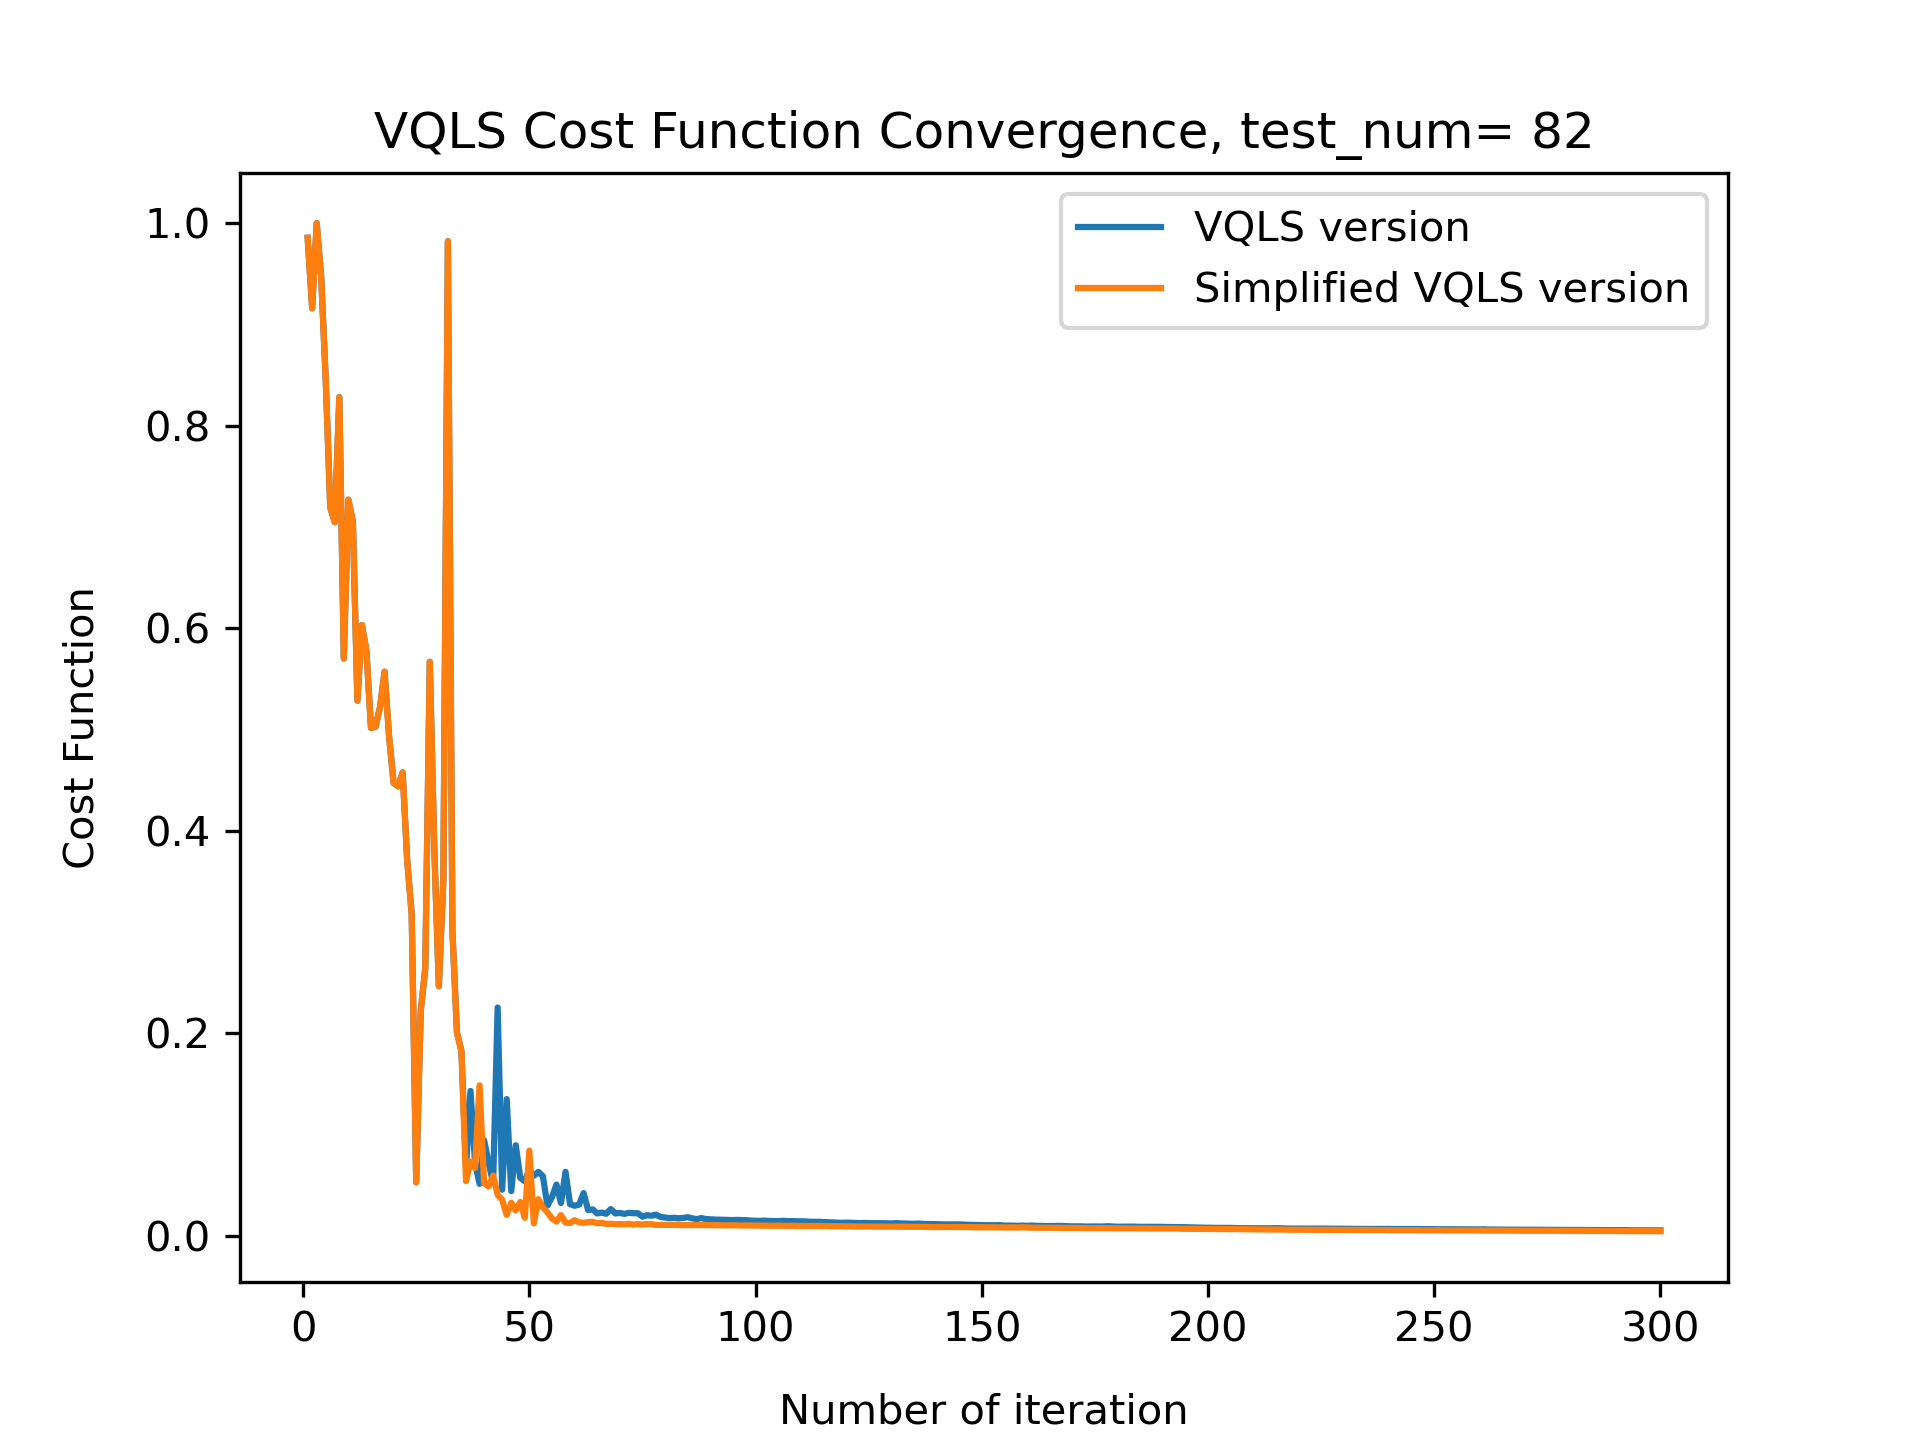 VQLS Cost Function Convergence, test_num= 82
VQLS version
Simplified VQLS version
1.0
0.8
0.6
0.4
0.2
0.0
Cost Function
0 50 100 150 200 250 300
Number of iteration